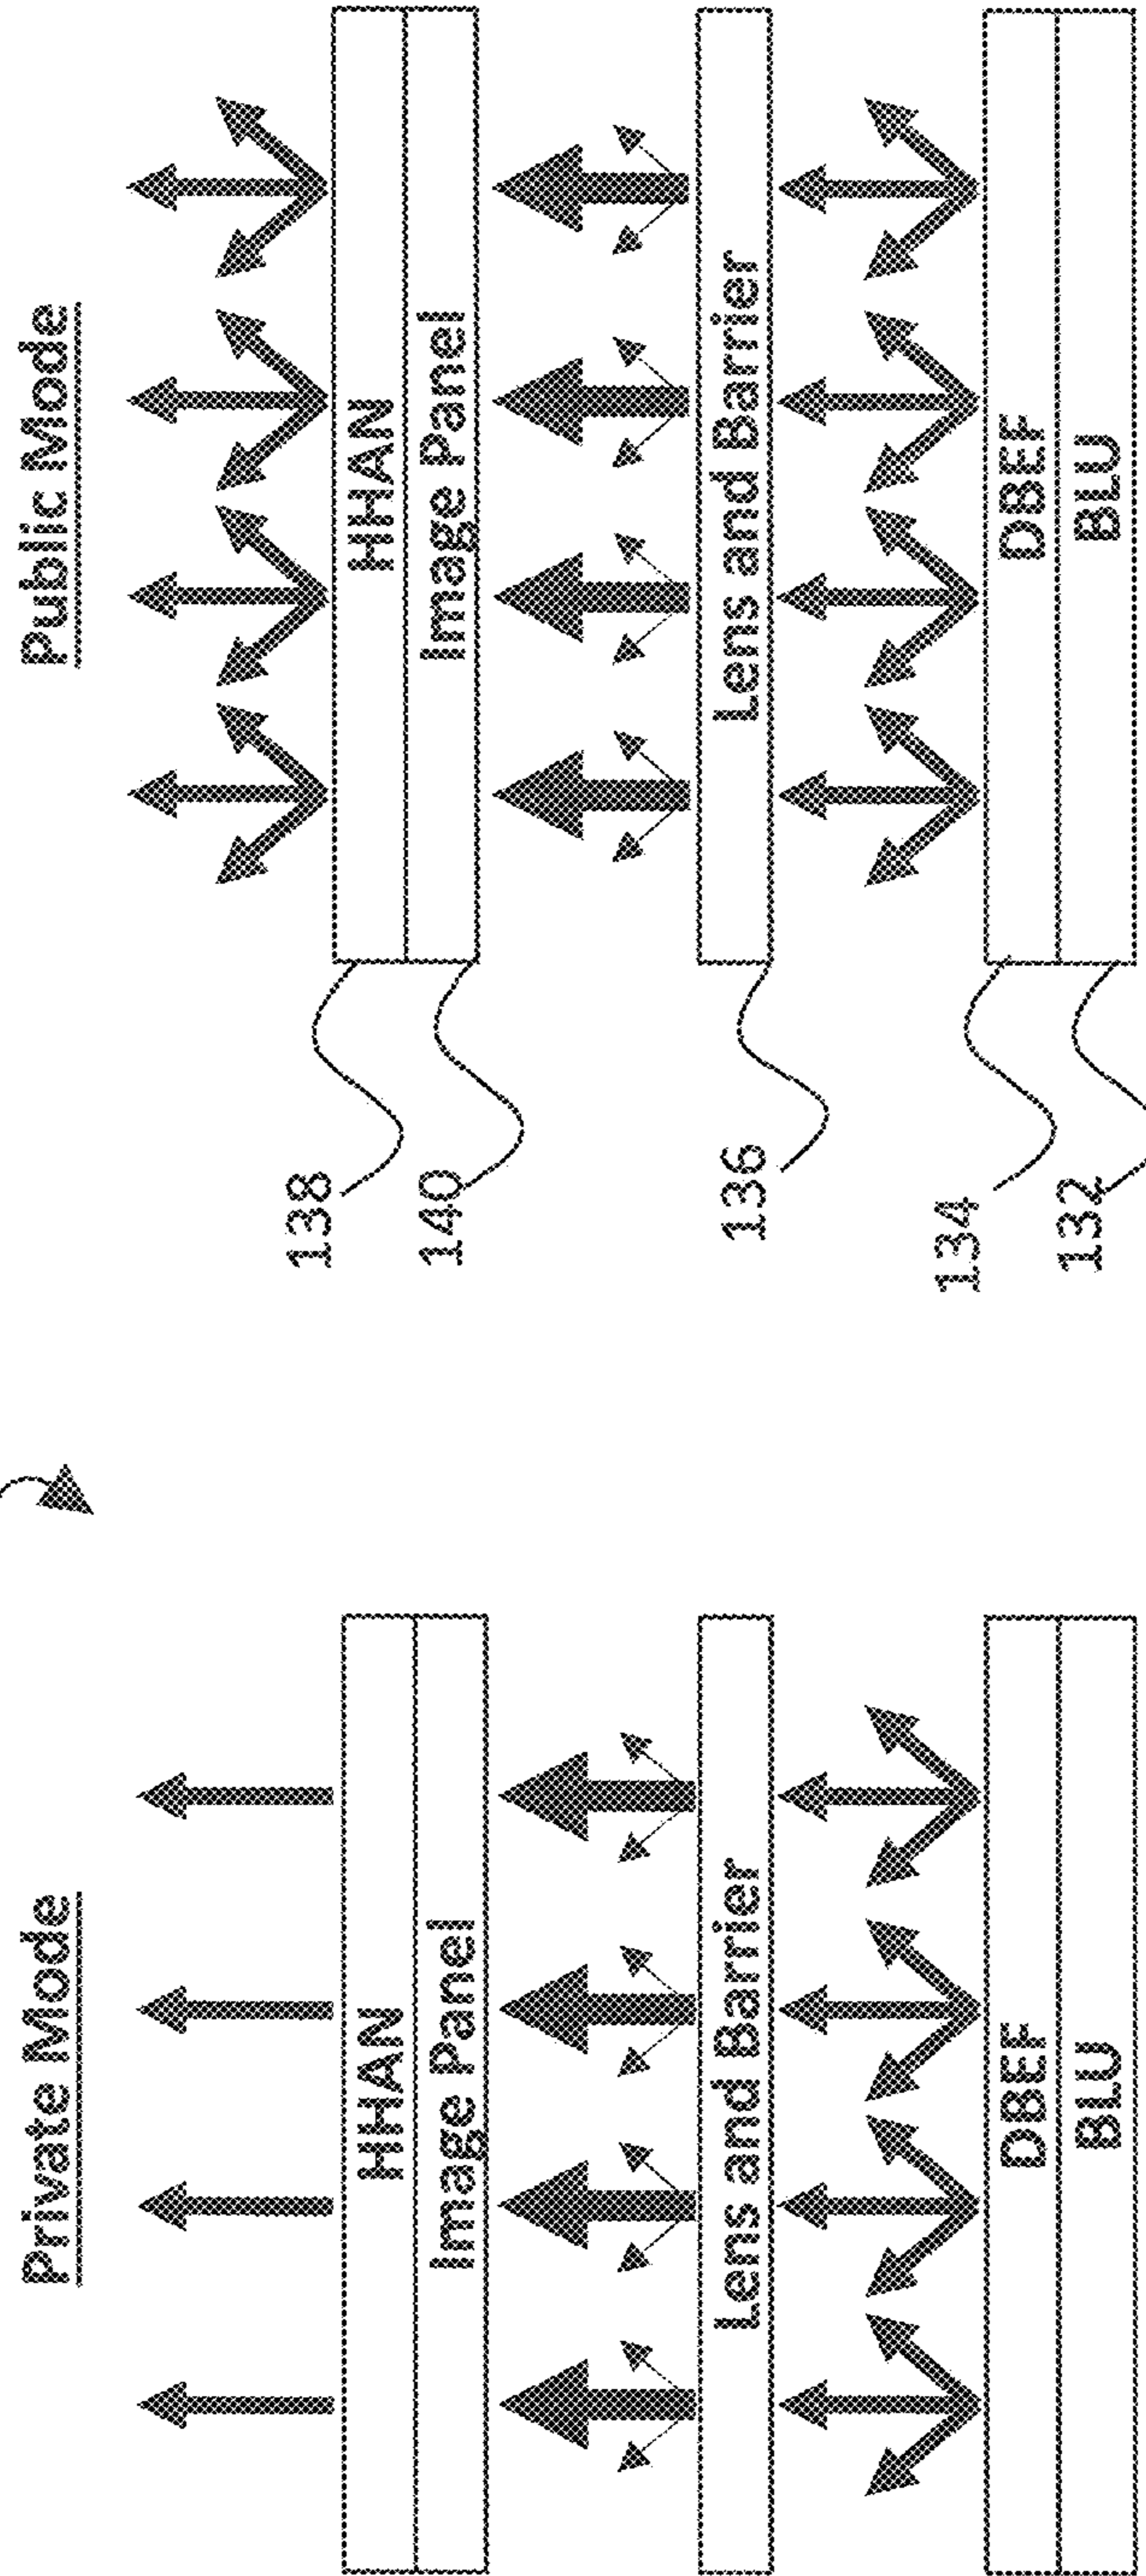 Private Mode
HHAN
Image Panel
Lens and Barrier
DBEF
BLU
Public Mode
HHAN
Image Panel
Lens and Barrier
DBEF
BLU
138
140
136
134
132